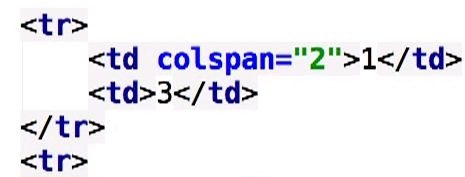 <tr>
<td colspan="2">1</td>
<td>3</td>
</tr>
<tr>